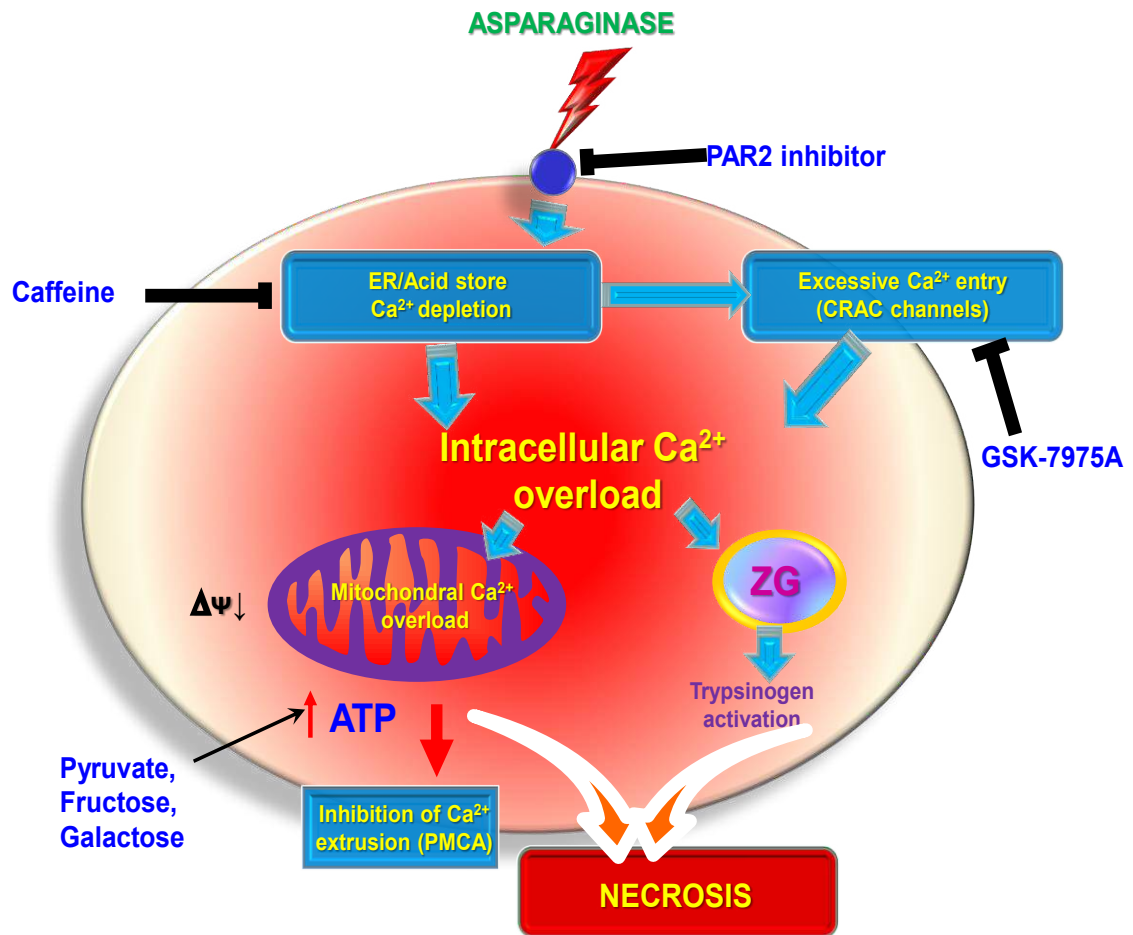 ASPARAGINASE
PAR2 inhibitor
Caffeine
ER/Acid store
Ca²⁺ depletion
Excessive Ca²⁺ entry
(CRAC channels)
GSK-7975A
Intracellular Ca²⁺
overload
Mitochondral Ca²⁺
overload
ΔΨ↓
ZG
Trypsinogen
activation
↑ ATP
Pyruvate,
Fructose,
Galactose
Inhibition of Ca²⁺
extrusion (PMCA)
NECROSIS